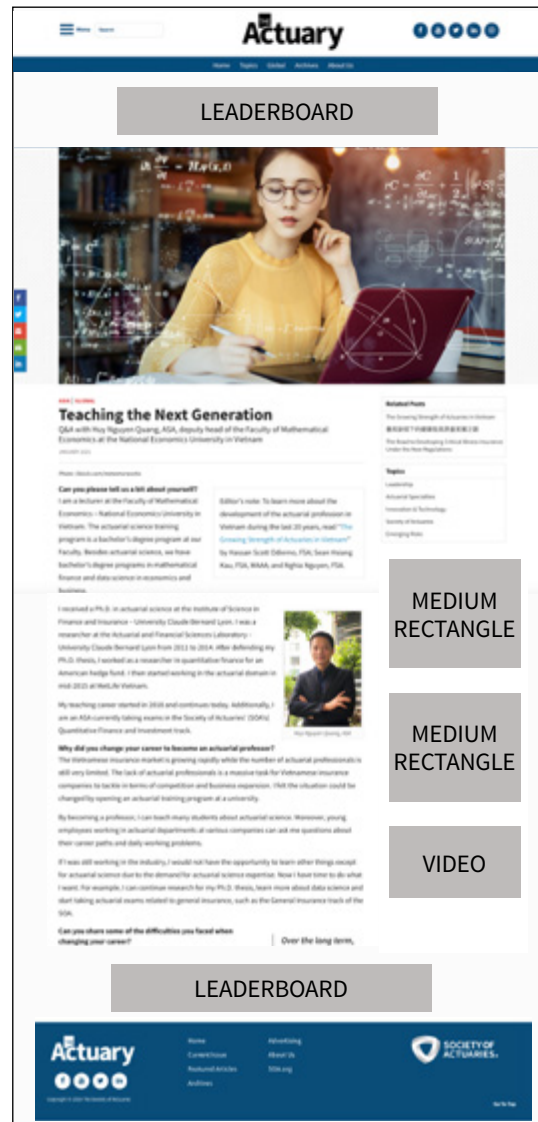 Menu Search
The Actuary
Home Topics Global Archives About Us
LEADERBOARD
ASIA | GLOBAL
Teaching the Next Generation
Q&A with Huy Nguyen Quang, ASA, deputy head of the Faculty of Mathematical
Economics at the National Economics University in Vietnam
JANUARY 2021
Can you please tell us a bit about yourself?
I am a lecturer at the Faculty of Mathematical
Economics – National Economics University in
Vietnam. The actuarial science training
program is a bachelor's degree program at our
Faculty. Besides actuarial science, we have
bachelor's degree programs in mathematical
finance and data science in economics and
business.
Editor's note: To learn more about the
development of the actuarial profession in
Vietnam during the last 20 years, read "The
Growing Strength of Actuaries in Vietnam"
by Hassan Scott Odierno, FSA; Sean Hoang
Kau, FSA, MAAA; and Nghia Nguyen, FSA.
Related Posts
The Growing Strength of Actuaries in Vietnam
The Road to Developing Critical Illness Insurance
Under the New Regulations
Topics
Leadership
Actuarial Specialties
Innovation & Technology
Society of Actuaries
Emerging Risks
I received a Ph.D. in actuarial science at the Institute of Science in
Finance and Insurance – University Claude Bernard Lyon. I was a
researcher at the Actuarial and Financial Sciences Laboratory –
University Claude Bernard Lyon from 2011 to 2014. After defending my
Ph.D. thesis, I worked as a researcher in quantitative finance for an
American hedge fund. I then started working in the actuarial domain in
mid-2015 at MetLife Vietnam.
My teaching career started in 2016 and continues today. Additionally, I
am an ASA currently taking exams in the Society of Actuaries' (SOA's)
Quantitative Finance and Investment track.
Huy Nguyen Quang, ASA
Why did you change your career to become an actuarial professor?
The Vietnamese insurance market is growing rapidly while the number of actuarial professionals is
still very limited. The lack of actuarial professionals is a massive task for Vietnamese insurance
companies to tackle in terms of competition and business expansion. I felt the situation could be
changed by opening an actuarial training program at a university.
By becoming a professor, I can teach many students about actuarial science. Moreover, young
employees working in actuarial departments at various companies can ask me questions about
their career paths and daily working problems.
If I was still working in the industry, I would not have the opportunity to learn other things except
for actuarial science due to the demand for actuarial science expertise. Now I have time to do what
I want. For example, I can continue research for my Ph.D. thesis, learn more about data science and
start taking actuarial exams related to general insurance, such as the General Insurance track of the
SOA.
Can you share some of the difficulties you faced when
changing your career?
Over the long term,
MEDIUM
RECTANGLE
MEDIUM
RECTANGLE
VIDEO
LEADERBOARD
The Actuary
Home
Current Issue
Featured Articles
Archives
Advertising
About Us
SOA.org
SOCIETY OF
ACTUARIES®
Go To Top